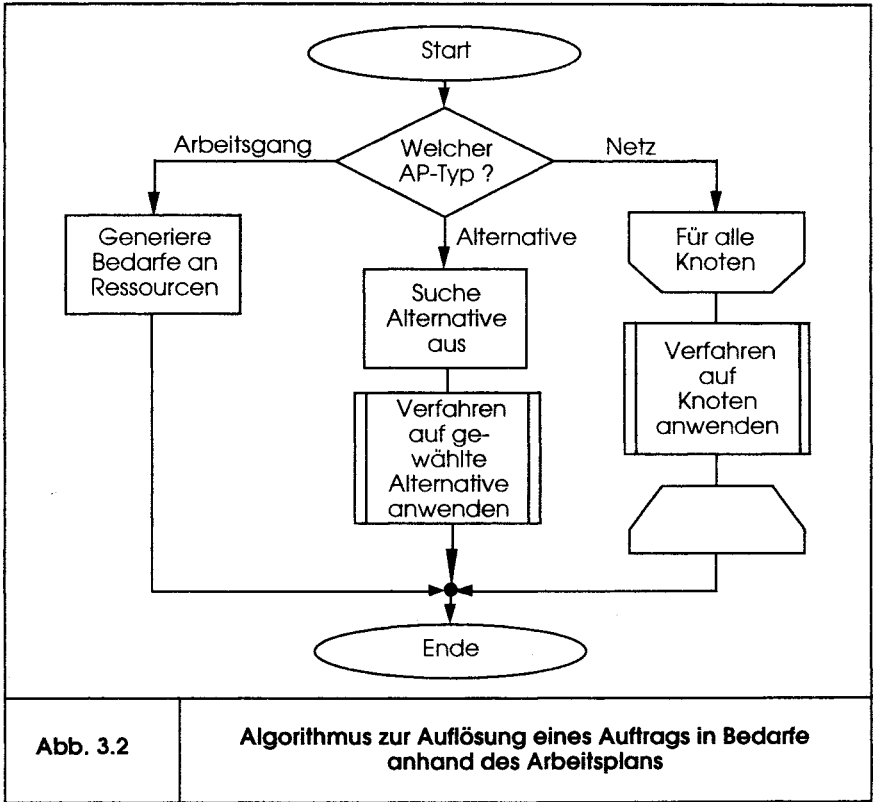 Start
Arbeitsgang
Welcher
AP-Typ ?
Netz
Generiere
Bedarfe an
Ressourcen
Alternative
Für alle
Knoten
Suche
Alternative
aus
Verfahren
auf
Knoten
anwenden
Verfahren
auf ge-
wählte
Alternative
anwenden
Ende
Abb. 3.2
Algorithmus zur Auflösung eines Auftrags in Bedarfe
anhand des Arbeitsplans